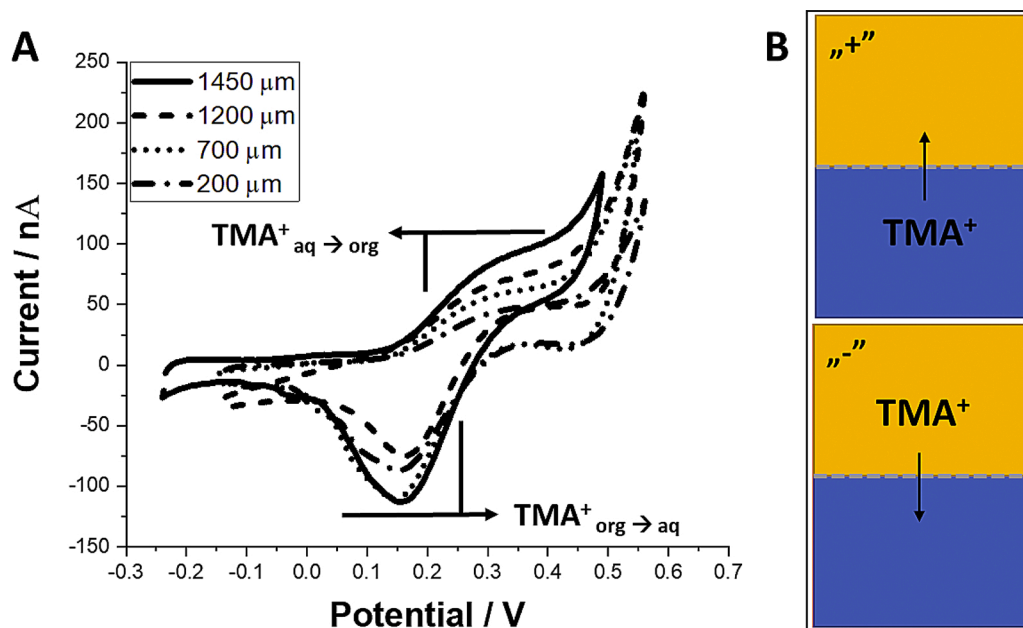 A
B
Current / nA
250
200
150
100
50
0
-50
-100
-150
1450 μm
1200 μm
700 μm
200 μm
TMA⁺ aq → org
TMA⁺ org → aq
-0.3 -0.2 -0.1 0.0 0.1 0.2 0.3 0.4 0.5 0.6 0.7
Potential / V
„+”
TMA⁺
„-”
TMA⁺